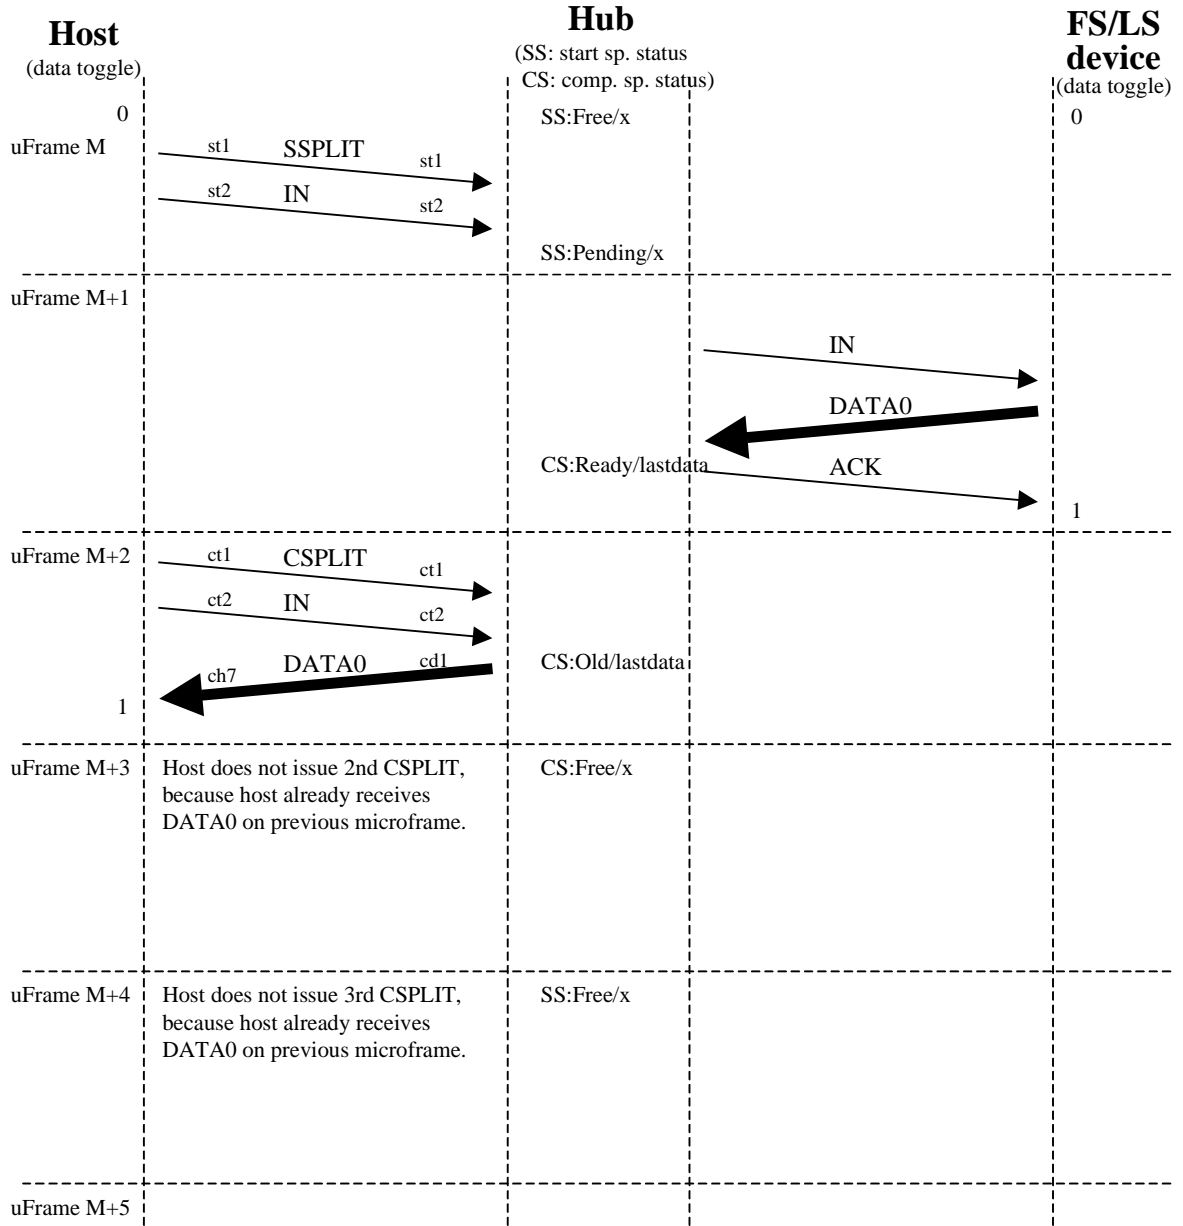 Host
(data toggle)
Hub
(SS: start sp. status
CS: comp. sp. status)
FS/LS
device
(data toggle)
0
SS:Free/x
0
uFrame M
st1 SSPLIT st1
st2 IN st2
SS:Pending/x
uFrame M+1
IN
DATA0
CS:Ready/lastdata
ACK
1
uFrame M+2
ct1 CSPLIT ct1
ct2 IN ct2
ch7 DATA0 cd1
CS:Old/lastdata
1
uFrame M+3
Host does not issue 2nd CSPLIT,
because host already receives
DATA0 on previous microframe.
CS:Free/x
uFrame M+4
Host does not issue 3rd CSPLIT,
because host already receives
DATA0 on previous microframe.
SS:Free/x
uFrame M+5